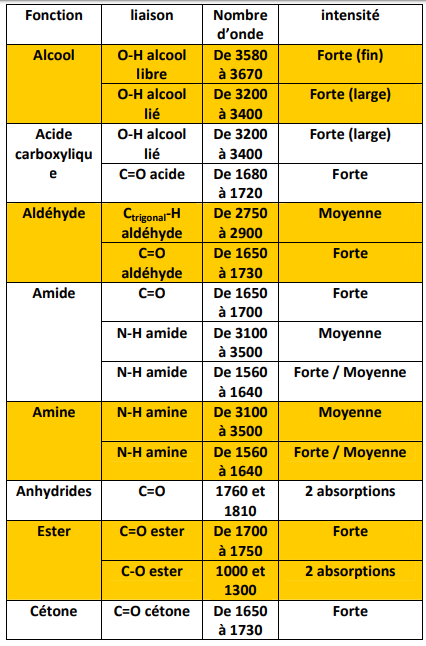 Fonction liaison Nombre d'onde intensité
Alcool O-H alcool libre De 3580 à 3670 Forte (fin)
O-H alcool lié De 3200 à 3400 Forte (large)
Acide carboxyliqu e O-H alcool lié De 3200 à 3400 Forte (large)
C=O acide De 1680 à 1720 Forte
Aldéhyde Ctrigonal-H aldéhyde De 2750 à 2900 Moyenne
C=O aldéhyde De 1650 à 1730 Forte
Amide C=O De 1650 à 1700 Forte
N-H amide De 3100 à 3500 Moyenne
N-H amide De 1560 à 1640 Forte / Moyenne
Amine N-H amine De 3100 à 3500 Moyenne
N-H amine De 1560 à 1640 Forte / Moyenne
Anhydrides C=O 1760 et 1810 2 absorptions
Ester C=O ester De 1700 à 1750 Forte
C-O ester 1000 et 1300 2 absorptions
Cétone C=O cétone De 1650 à 1730 Forte